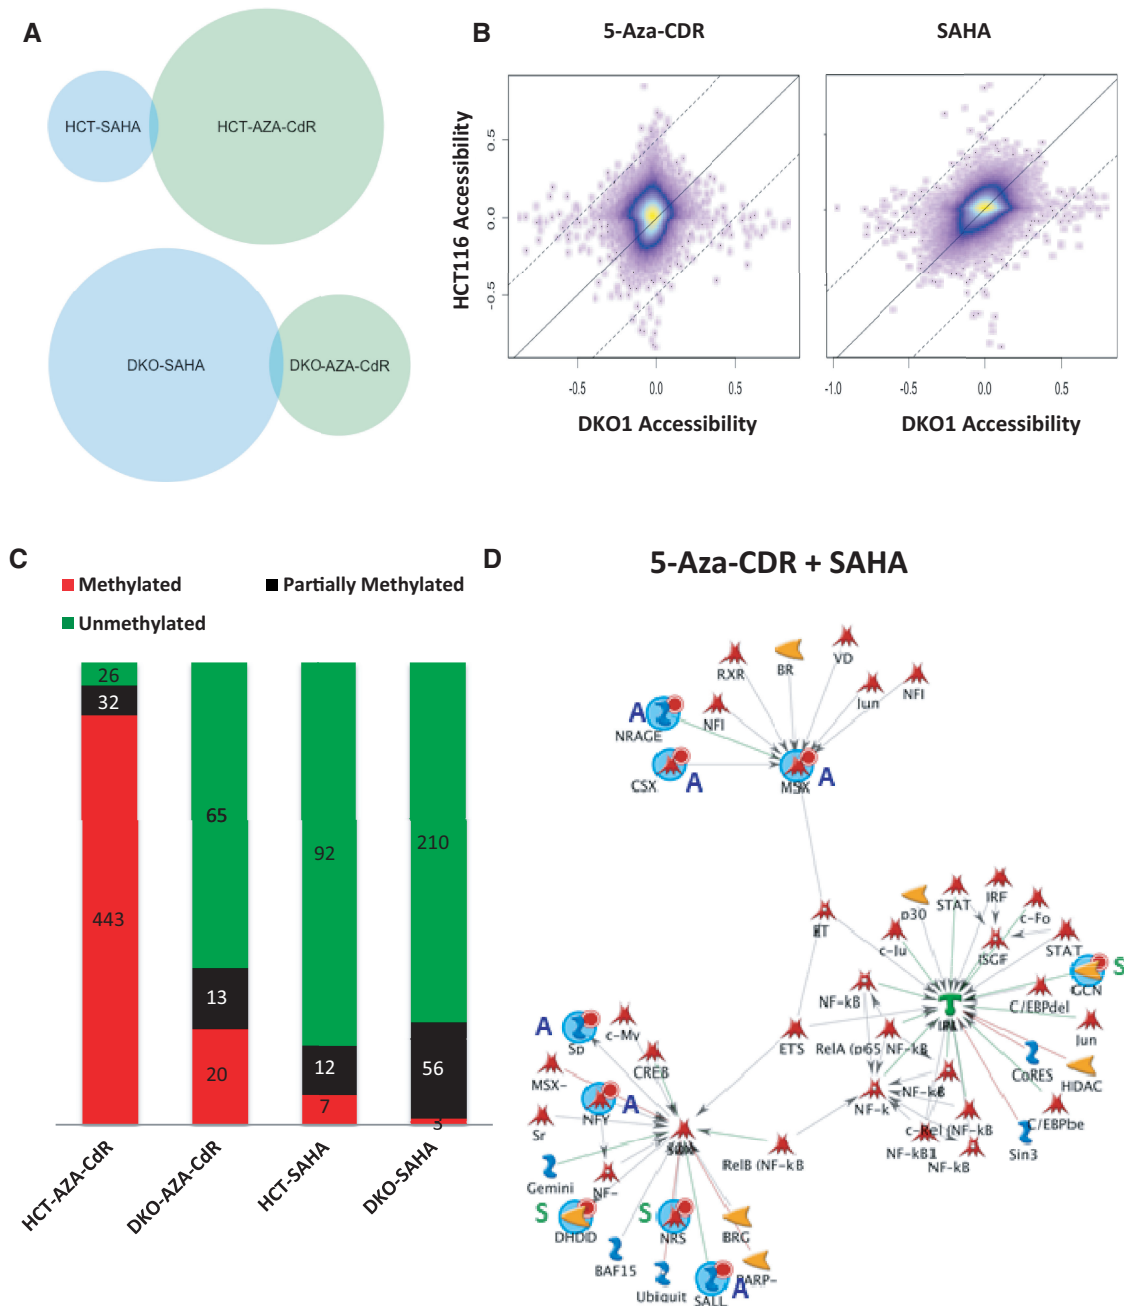 A
HCT-SAHA
HCT-AZA-CdR
DKO-SAHA
DKO-AZA-CdR
B
5-Aza-CDR
SAHA
HCT116 Accessibility
0.5
0.0
-0.5
-0.5
0.0
0.5
-1.0
-0.5
0.0
0.5
DKO1 Accessibility
DKO1 Accessibility
C
Methylated
Partially Methylated
Unmethylated
26
32
443
65
13
20
92
12
7
210
56
3
HCT-AZA-CdR
DKO-AZA-CdR
HCT-SAHA
DKO-SAHA
D
5-Aza-CDR + SAHA
RXR
BR
VD
Jun
NFI
NFI
A
NRAGE
CSX
A
MSX
A
ET
ETS
p30
STAT
IRF
c-Fo
c-Ju
ISGF
STAT
S
GCN
C/EBPdel
Jun
NF-kB
RelA (p65
NF-kB
CoRES
HDAC
NF-kB
NF-k
C/EBPbe
c-Rel (NF-kB
NF-kB1
NF-kB
Sin3
RelB (NF-kB
A
Sp
c-My
CREB
MSX-
NFY
A
Sr
Gemini
NF-
S
DHDD
S
NRS
BRG
BAF15
Ubiquit
SALL
A
PARP-